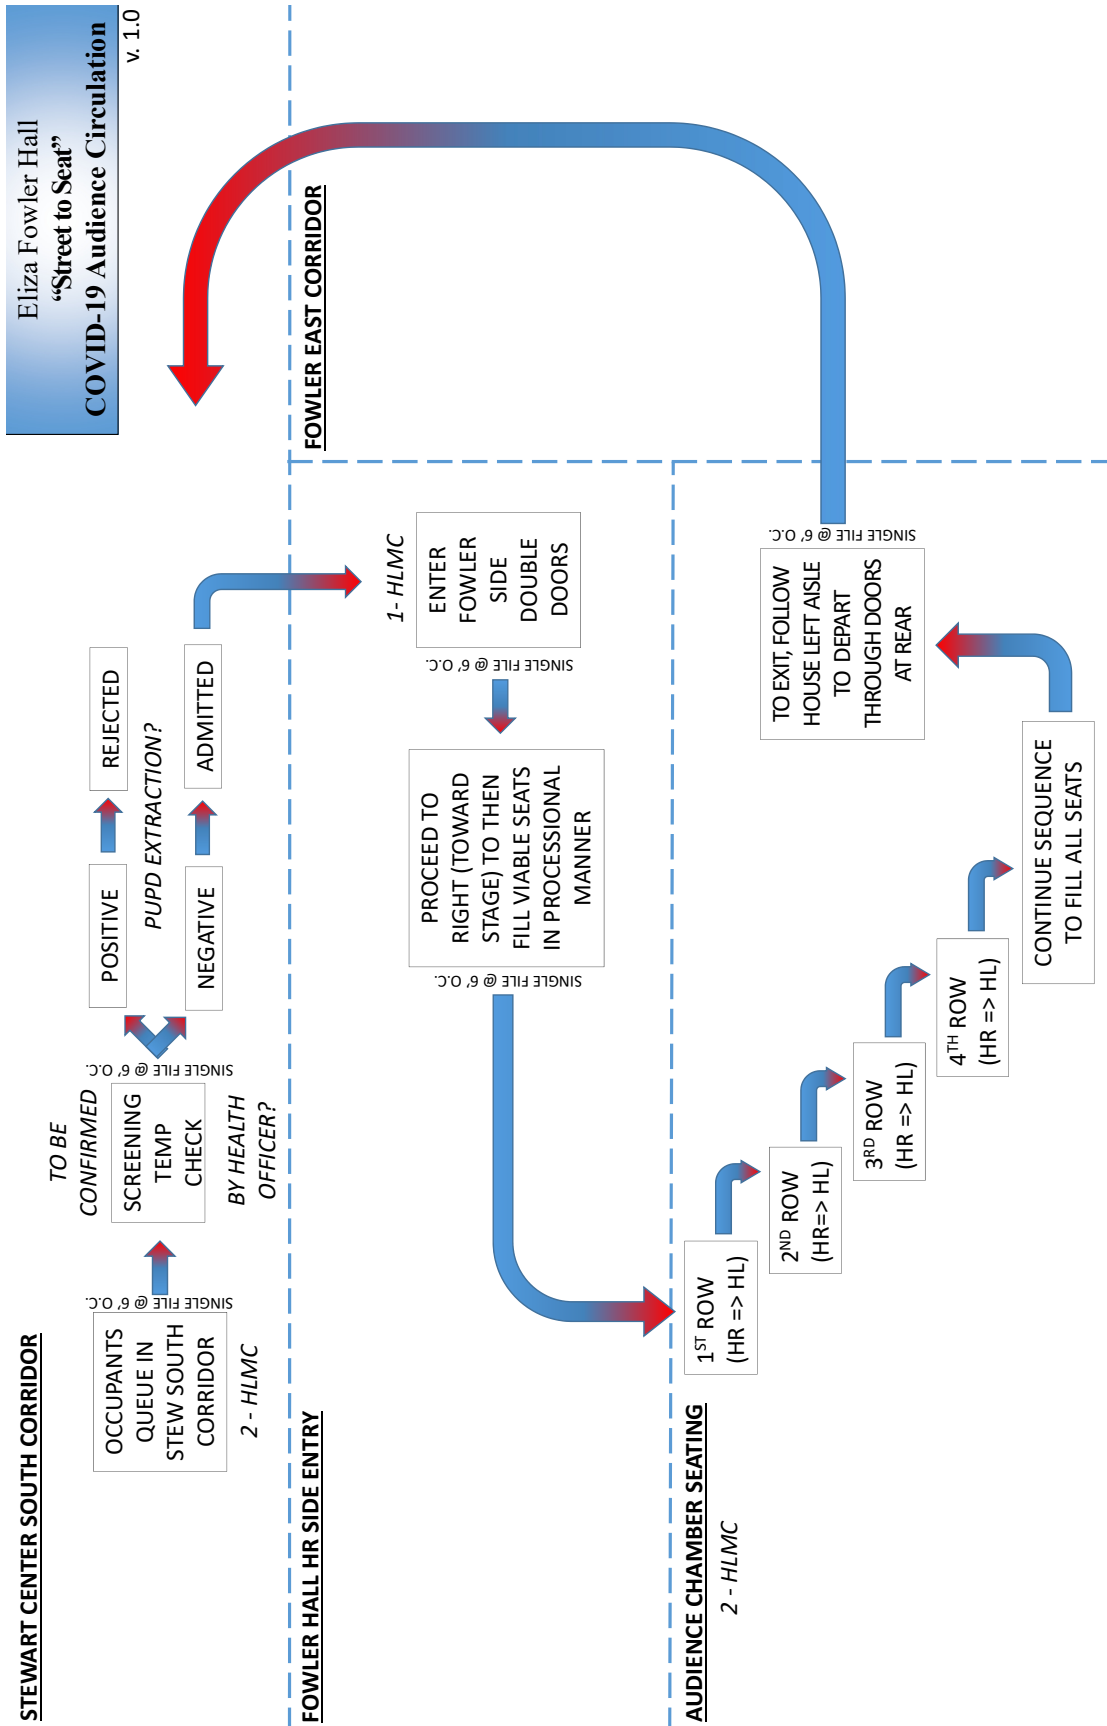 Eliza Fowler Hall
“Street to Seat”
COVID-19 Audience Circulation
v. 1.0
STEWART CENTER SOUTH CORRIDOR
OCCUPANTS
QUEUE IN
STEW SOUTH
CORRIDOR
SINGLE FILE @ 6’ O.C.
2 - HLMC
TO BE
CONFIRMED
SCREENING
TEMP
CHECK
SINGLE FILE @ 6’ O.C.
BY HEALTH
OFFICER?
POSITIVE
REJECTED
PUPD EXTRACTION?
NEGATIVE
ADMITTED
FOWLER HALL HR SIDE ENTRY
1- HLMC
ENTER
FOWLER
SIDE
DOUBLE
DOORS
SINGLE FILE @ 6’ O.C.
PROCEED TO
RIGHT (TOWARD
STAGE) TO THEN
FILL VIABLE SEATS
IN PROCESSIONAL
MANNER
SINGLE FILE @ 6’ O.C.
AUDIENCE CHAMBER SEATING
2 - HLMC
1ST ROW
(HR => HL)
2ND ROW
(HR=> HL)
3RD ROW
(HR => HL)
4TH ROW
(HR => HL)
CONTINUE SEQUENCE
TO FILL ALL SEATS
TO EXIT, FOLLOW
HOUSE LEFT AISLE
TO DEPART
THROUGH DOORS
AT REAR
SINGLE FILE @ 6’ O.C.
FOWLER EAST CORRIDOR